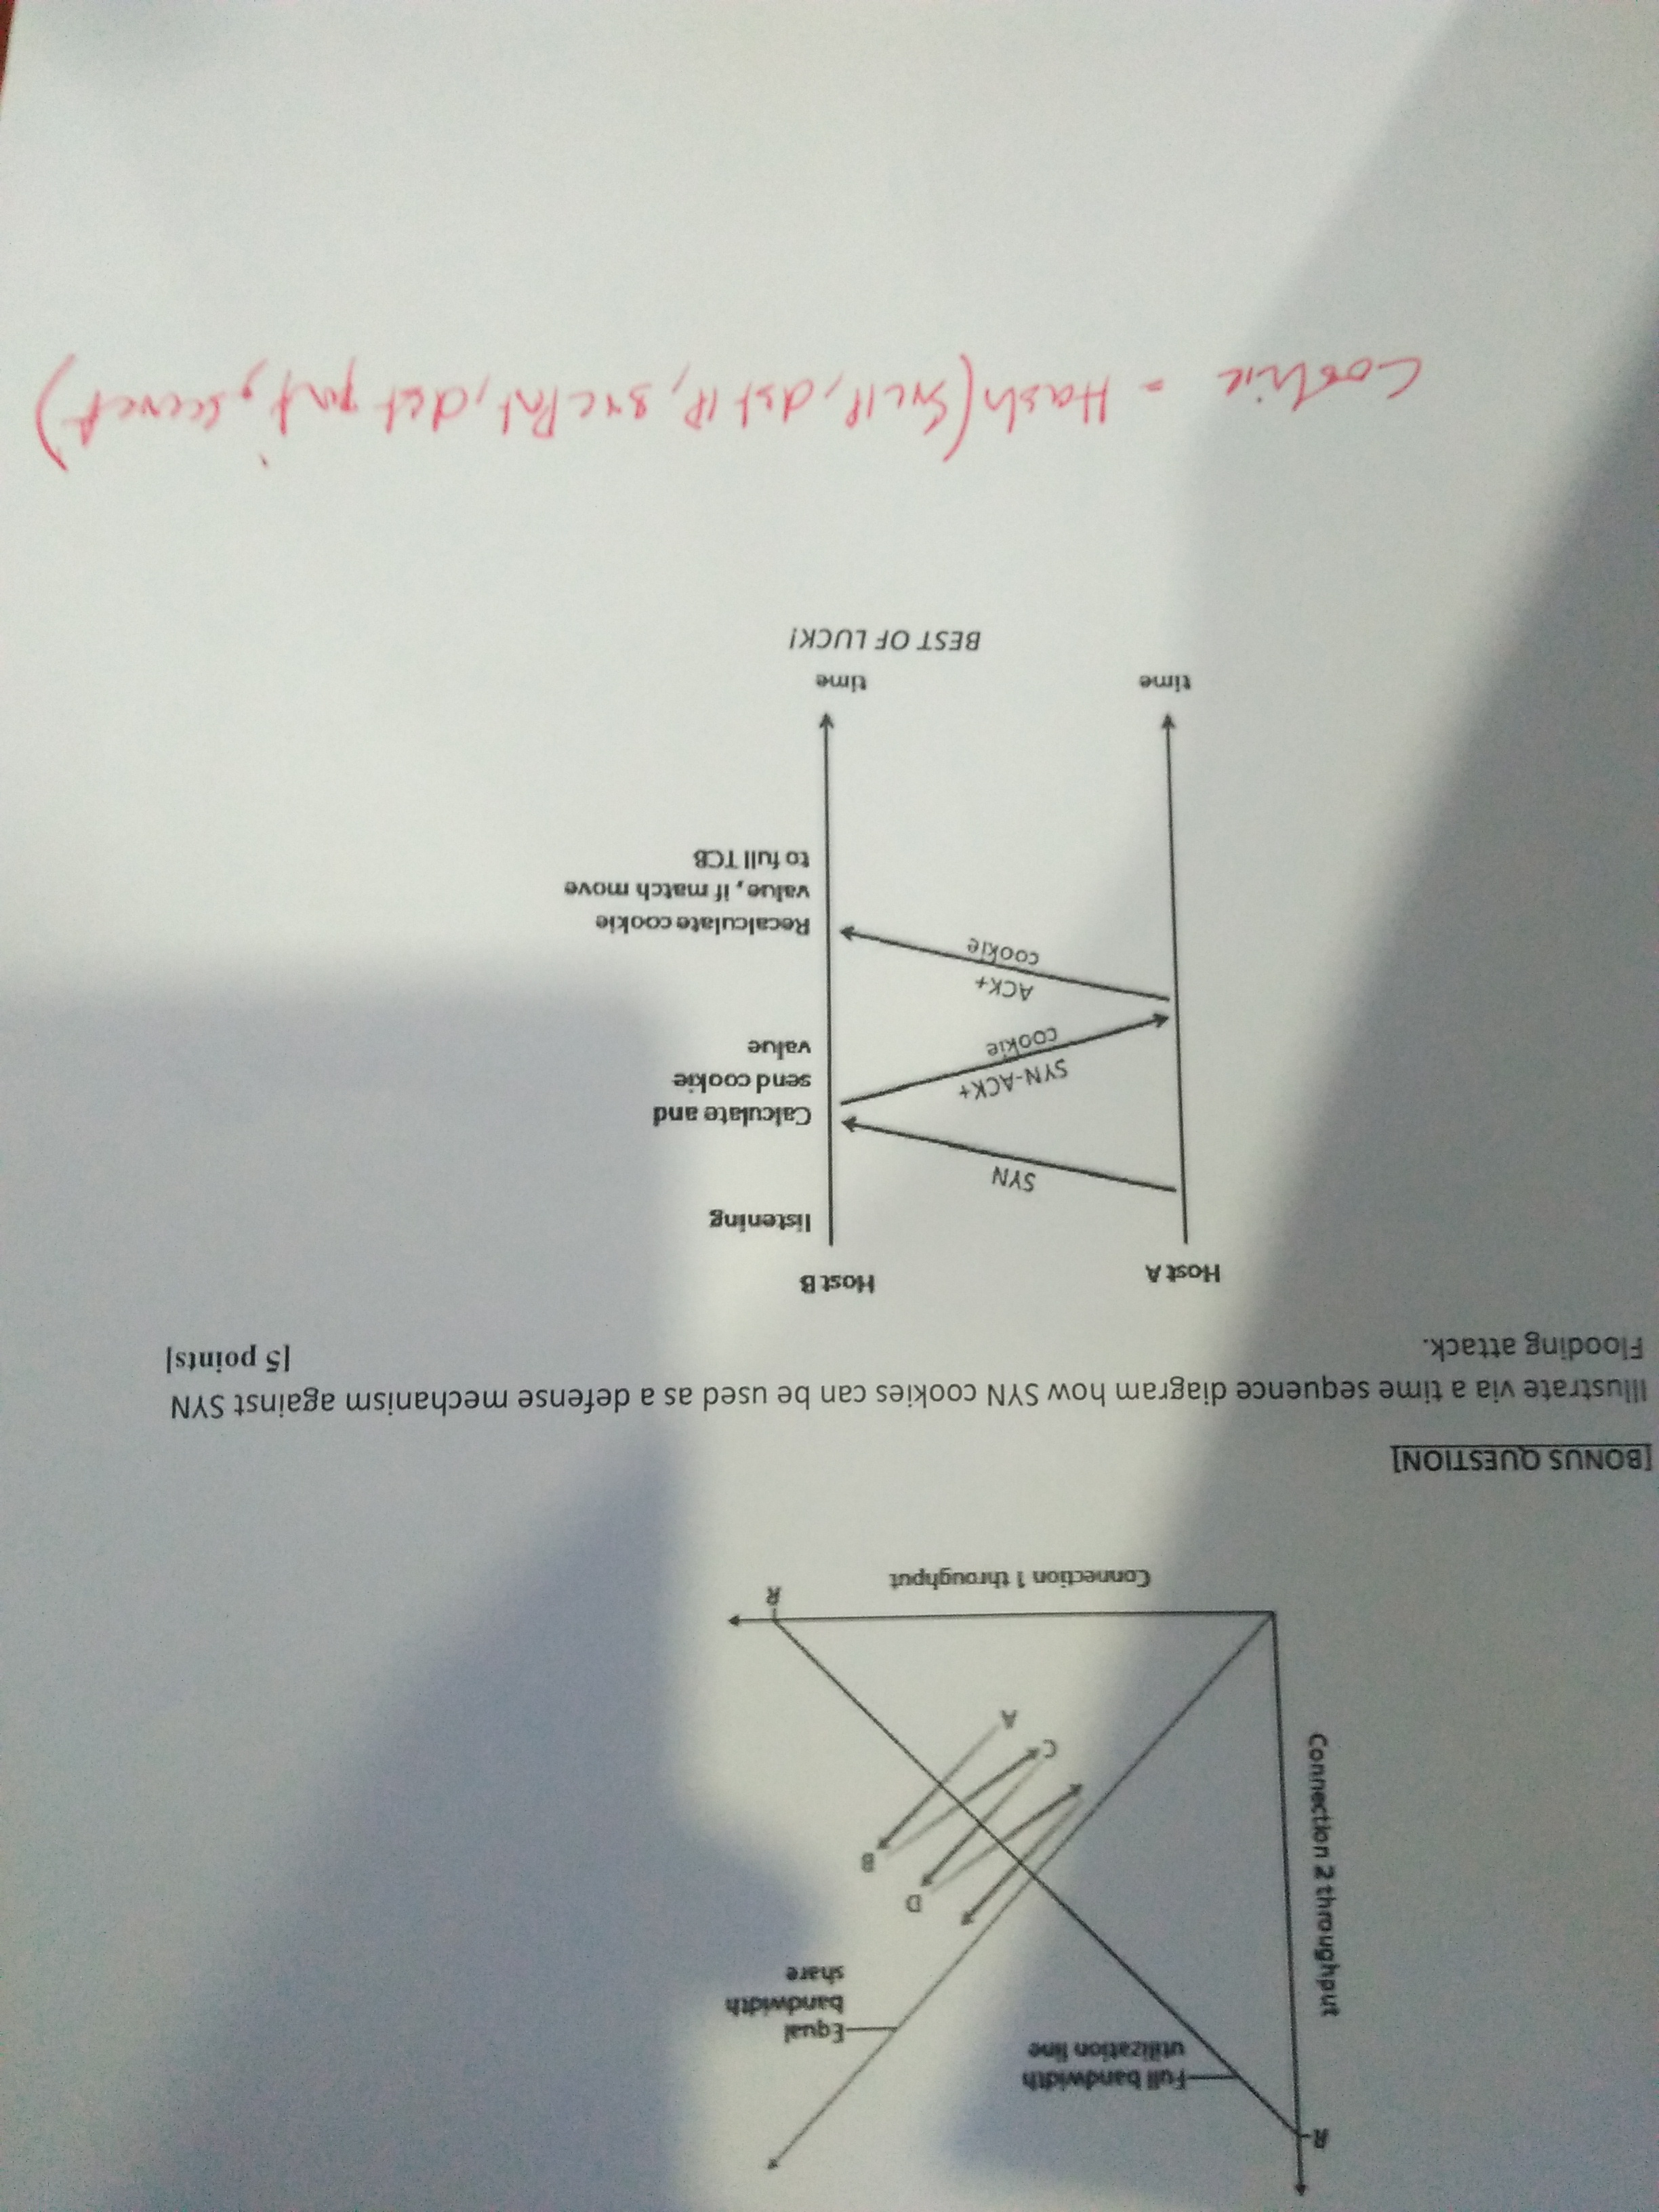 R
Full bandwidth
utilization line
Equal
bandwidth
share
Connection 2 throughput
D
B
C
A
R
Connection 1 throughput
[BONUS QUESTION]
Illustrate via a time sequence diagram how SYN cookies can be used as a defense mechanism against SYN
Flooding attack.
[5 points]
Host A
Host B
listening
SYN
Calculate and
send cookie
value
SYN-ACK+
cookie
ACK+
cookie
Recalculate cookie
value, if match move
to full TCB
time
time
BEST OF LUCK!
Cookie = Hash(SrcIP, dst IP, src Port, dst port, secret)